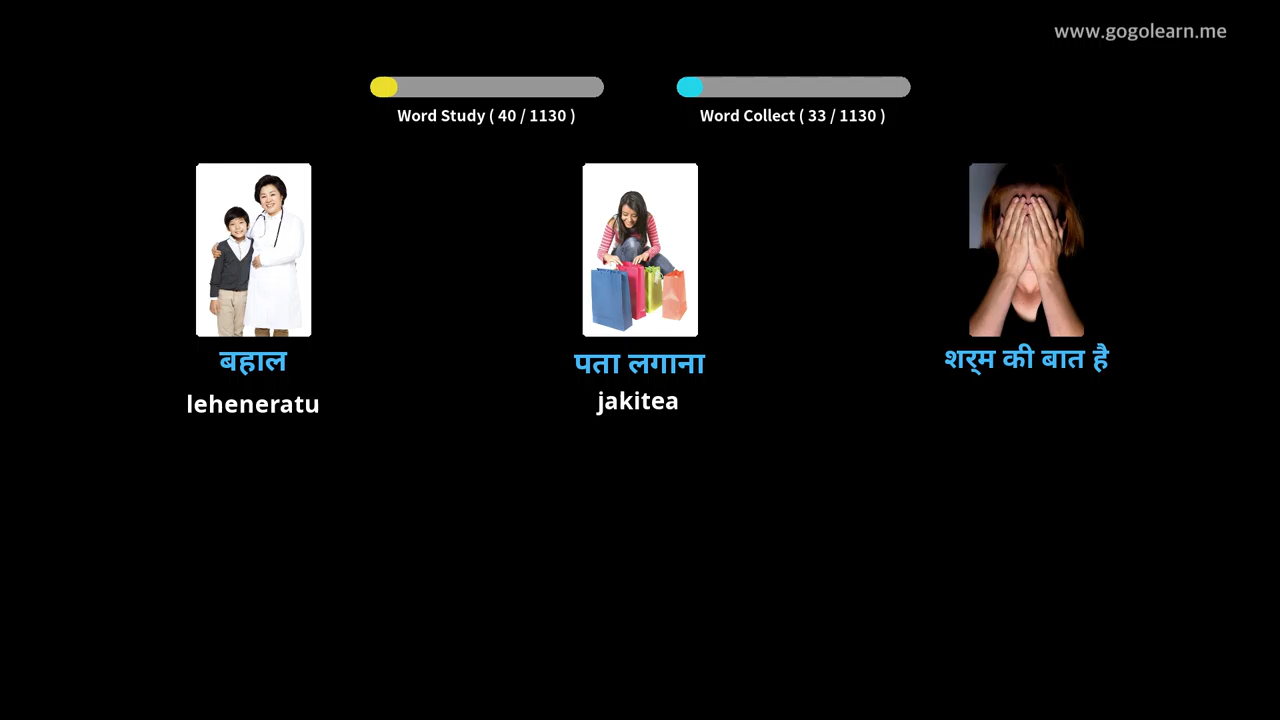 www.gogolearn.me
Word Study ( 40 / 1130 )
Word Collect ( 33 / 1130 )
बहाल
पता लगाना
शर्म की बात है
leheneratu
jakitea